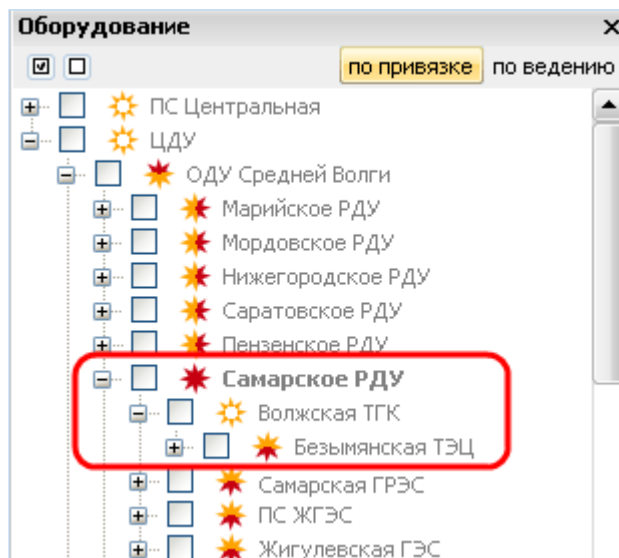 Оборудование
по привязке по ведению
ПС Центральная
ЦДУ
ОДУ Средней Волги
Марийское РДУ
Мордовское РДУ
Нижегородское РДУ
Саратовское РДУ
Пензенское РДУ
Самарское РДУ
Волжская ТГК
Безымянская ТЭЦ
Самарская ГРЭС
ПС ЖГЭС
Жигулевская ГЭС